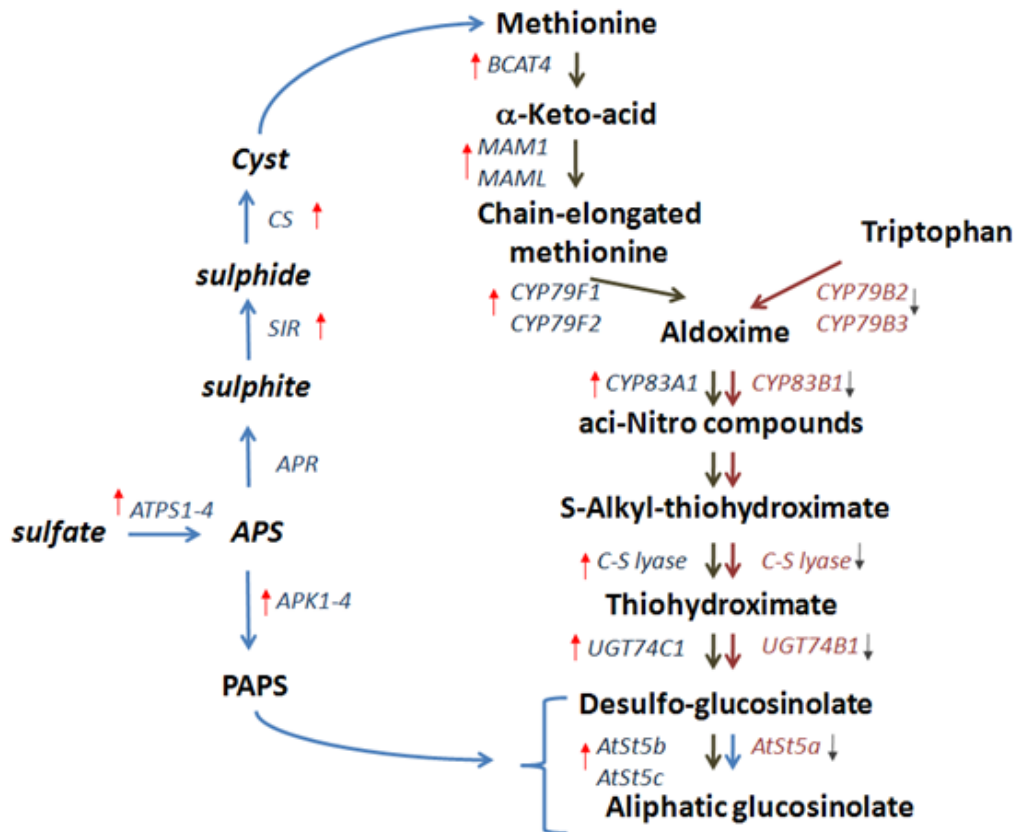 Methionine
BCAT4
α-Keto-acid
MAM1
MAML
Chain-elongated
methionine
Triptophan
CYP79F1
CYP79F2
CYP79B2
CYP79B3
Aldoxime
CYP83A1
CYP83B1
aci-Nitro compounds
S-Alkyl-thiohydroximate
C-S lyase
C-S lyase
Thiohydroximate
UGT74C1
UGT74B1
Desulfo-glucosinolate
AtSt5b
AtSt5c
AtSt5a
Aliphatic glucosinolate
Cyst
CS
sulphide
SIR
sulphite
APR
sulfate
ATPS1-4
APS
APK1-4
PAPS